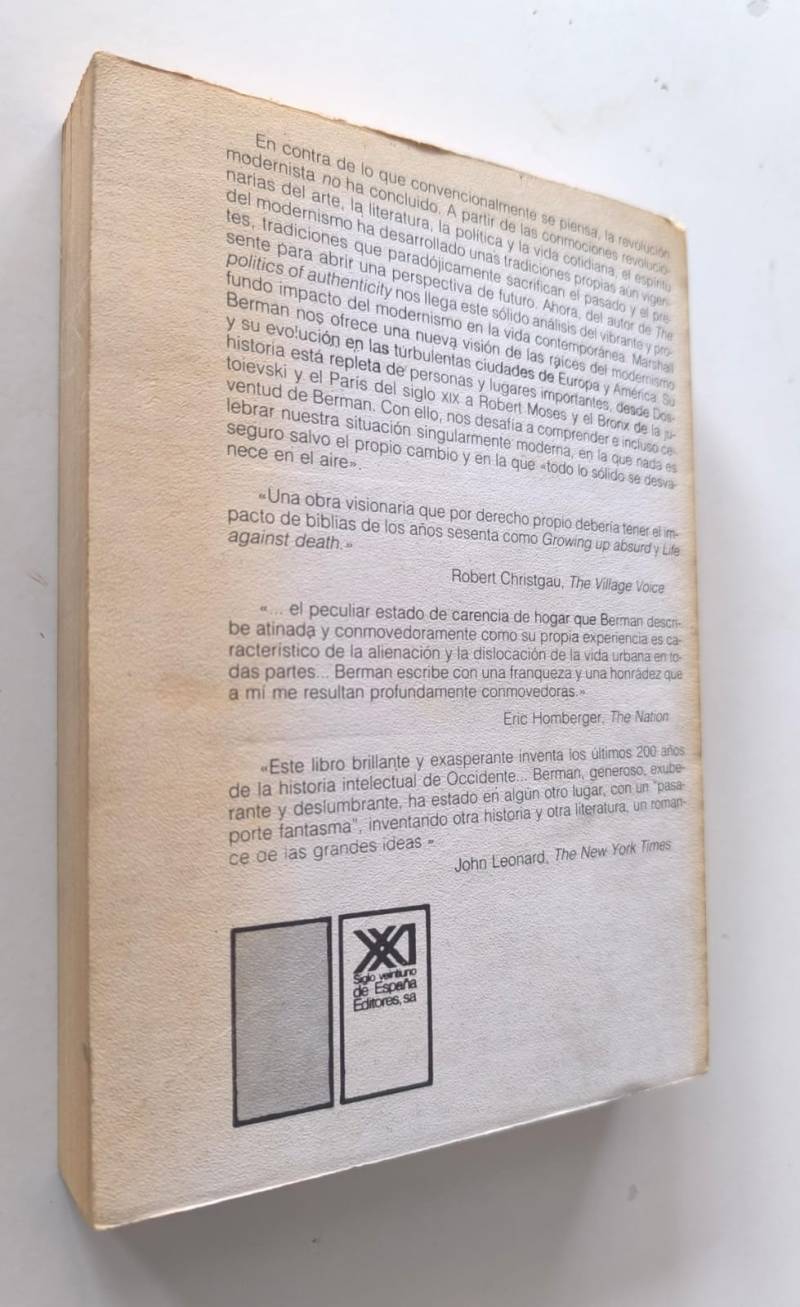 En contra de lo que convencionalmente se piensa, la revolución
modernista no ha concluido. A partir de las conmociones revolucio-
narias del arte, la literatura, la política y la vida cotidiana, el espíritu
del modernismo ha desarrollado unas tradiciones propias aún vigen-
tes, tradiciones que paradójicamente sacrifican el pasado y el pre-
sente para abrir una perspectiva de futuro. Ahora, del autor de The
politics of authenticity nos llega este sólido análisis del vibrante y pro-
fundo impacto del modernismo en la vida contemporánea. Marshall
Berman nos ofrece una nueva visión de las raíces del modernismo
y su evolución en las turbulentas ciudades de Europa y América. Su
historia está repleta de personas y lugares importantes, desde Dos-
toievski y el París del siglo XIX a Robert Moses y el Bronx de la ju-
ventud de Berman. Con ello, nos desafía a comprender e incluso ce-
lebrar nuestra situación singularmente moderna, en la que nada es
seguro salvo el propio cambio y en la que «todo lo sólido se desva-
nece en el aire».
«Una obra visionaria que por derecho propio debería tener el im-
pacto de biblias de los años sesenta como Growing up absurd y Life
against death.»
Robert Christgau, The Village Voice
«... el peculiar estado de carencia de hogar que Berman descri-
be atinada y conmovedoramente como su propia experiencia es ca-
racterístico de la alienación y la dislocación de la vida urbana en to-
das partes... Berman escribe con una franqueza y una honradez que
a mí me resultan profundamente conmovedoras.»
Eric Homberger, The Nation
«Este libro brillante y exasperante inventa los últimos 200 años
de la historia intelectual de Occidente... Berman, generoso, exube-
rante y deslumbrante, ha estado en algún otro lugar, con un "pasa-
porte fantasma", inventando otra historia y otra literatura, un roman-
ce de las grandes ideas.»
John Leonard, The New York Times
XXI
Siglo veintiuno
de España
Editores, sa